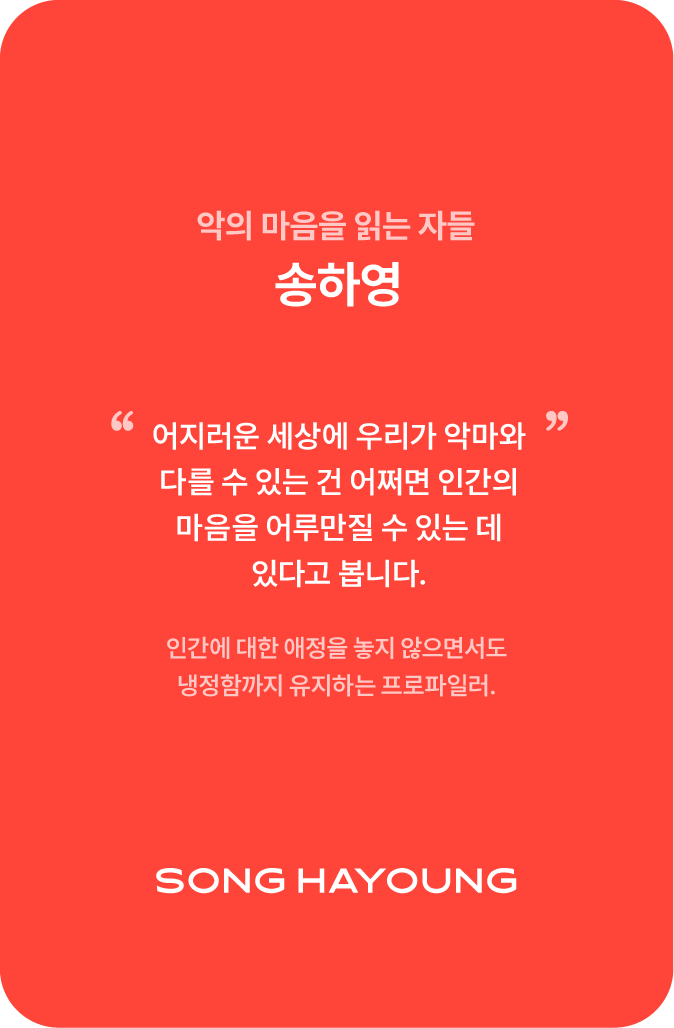 악의 마음을 읽는 자들
송하영
“ 어지러운 세상에 우리가 악마와 ”
다를 수 있는 건 어쩌면 인간의
마음을 어루만질 수 있는 데
있다고 봅니다.
인간에 대한 애정을 놓지 않으면서도
냉정함까지 유지하는 프로파일러.
SONG HAYOUNG